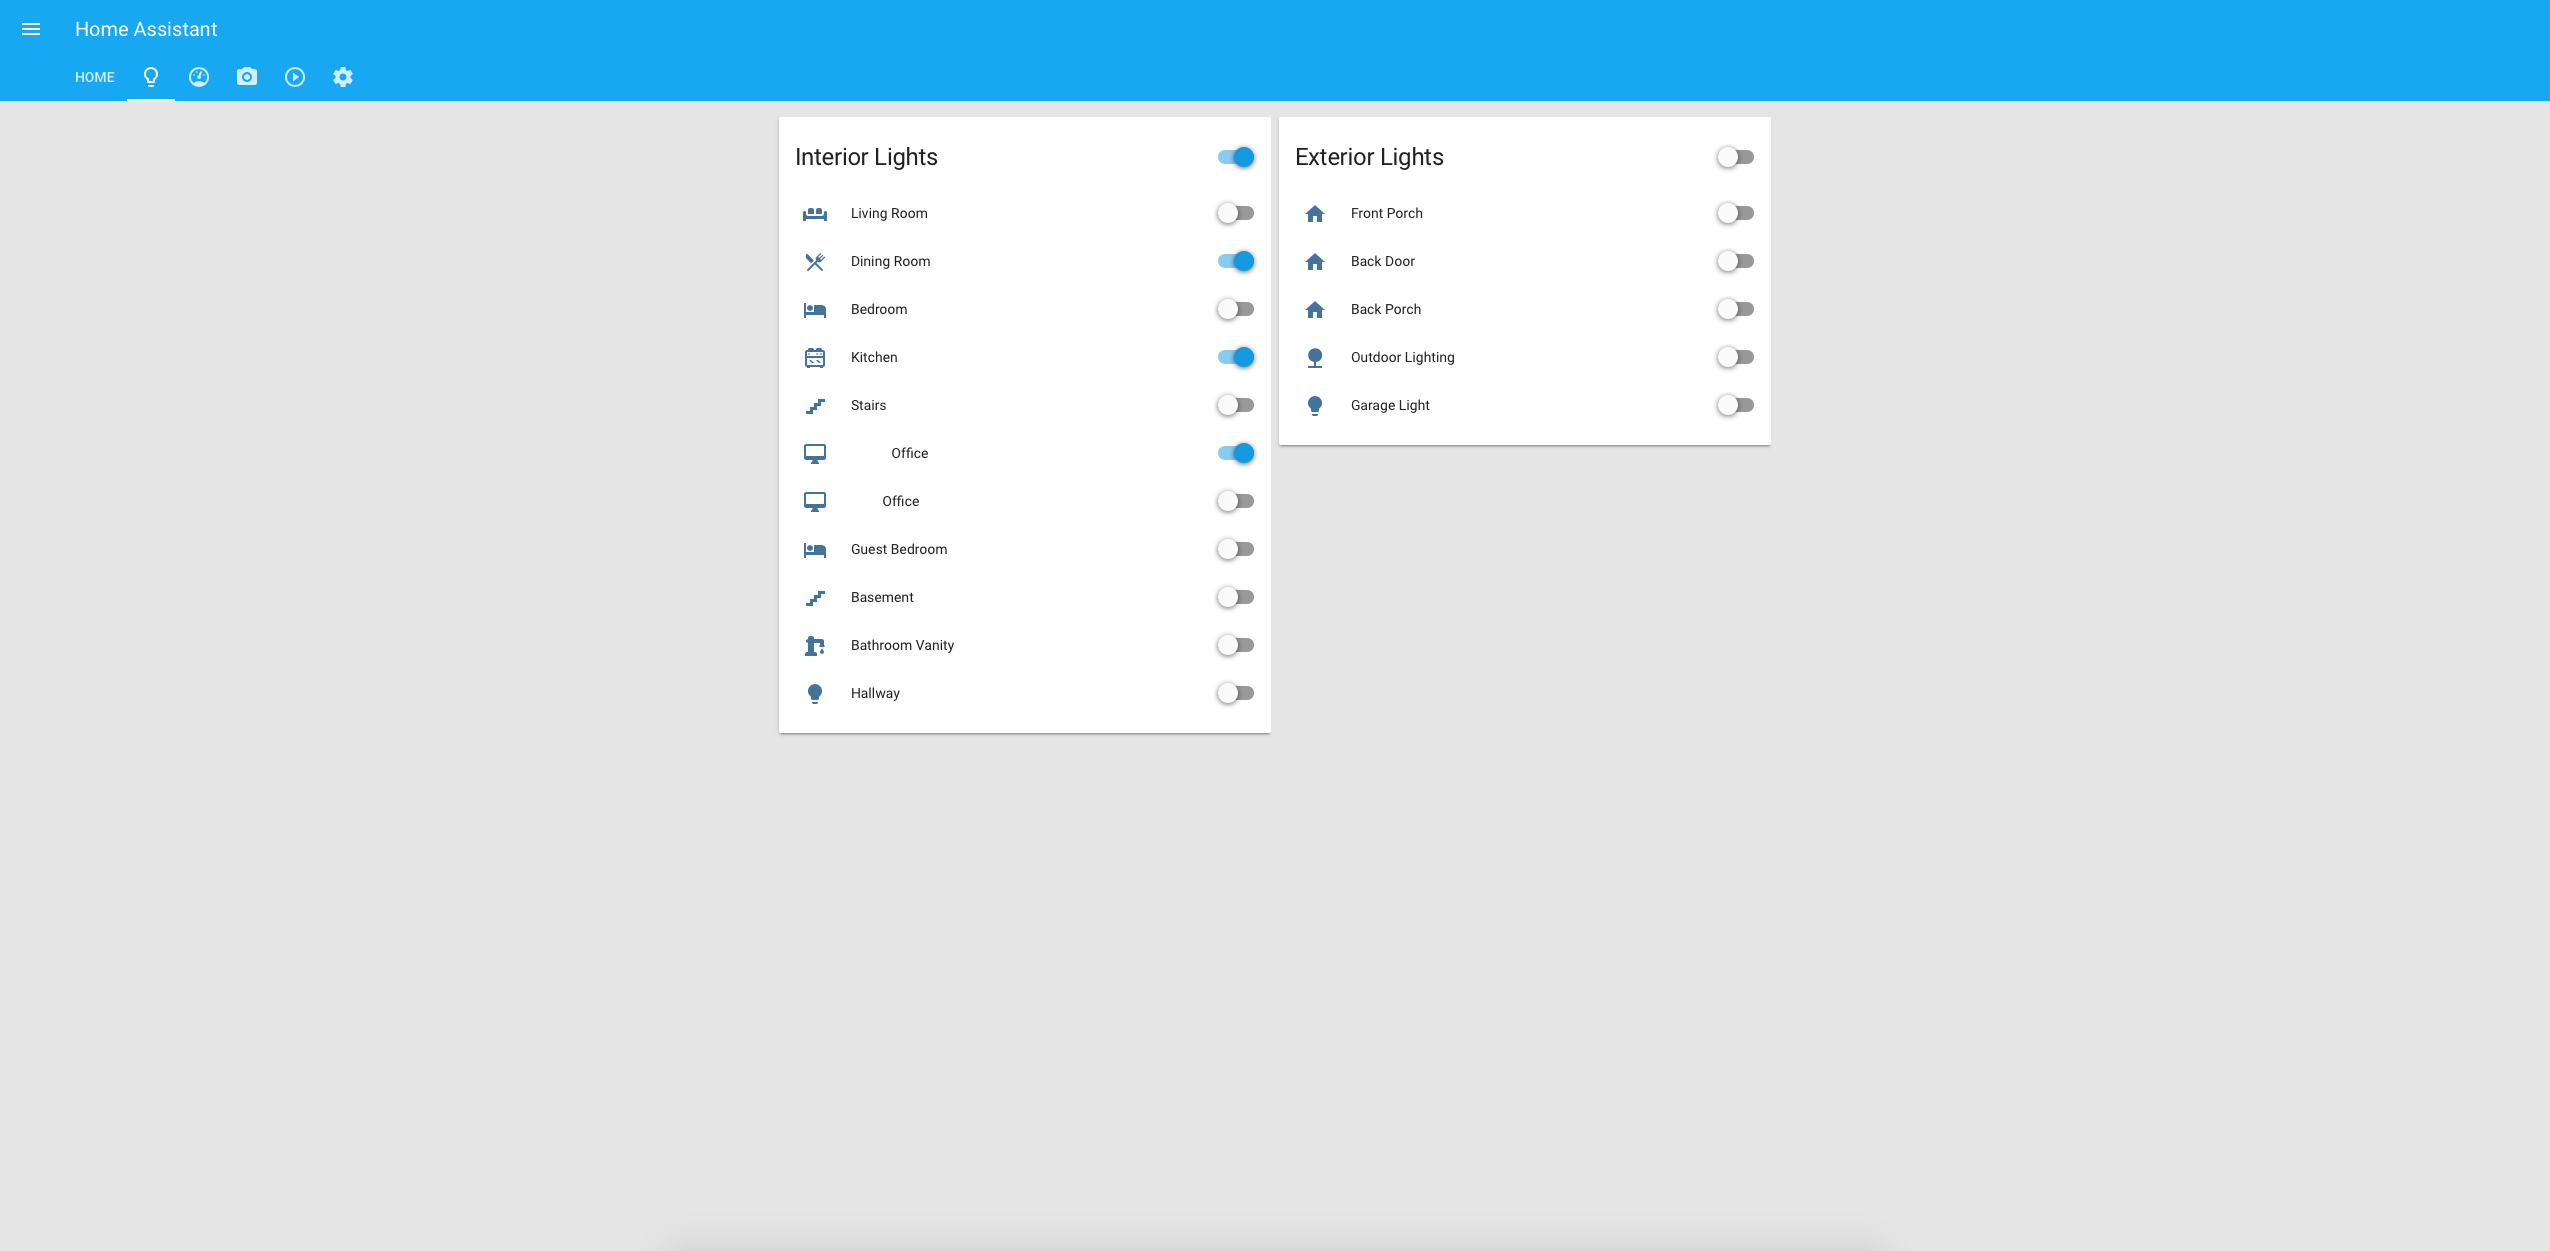 Home Assistant
HOME
Interior Lights
Living Room
Dining Room
Bedroom
Kitchen
Stairs
Office
Office
Guest Bedroom
Basement
Bathroom Vanity
Hallway
Exterior Lights
Front Porch
Back Door
Back Porch
Outdoor Lighting
Garage Light